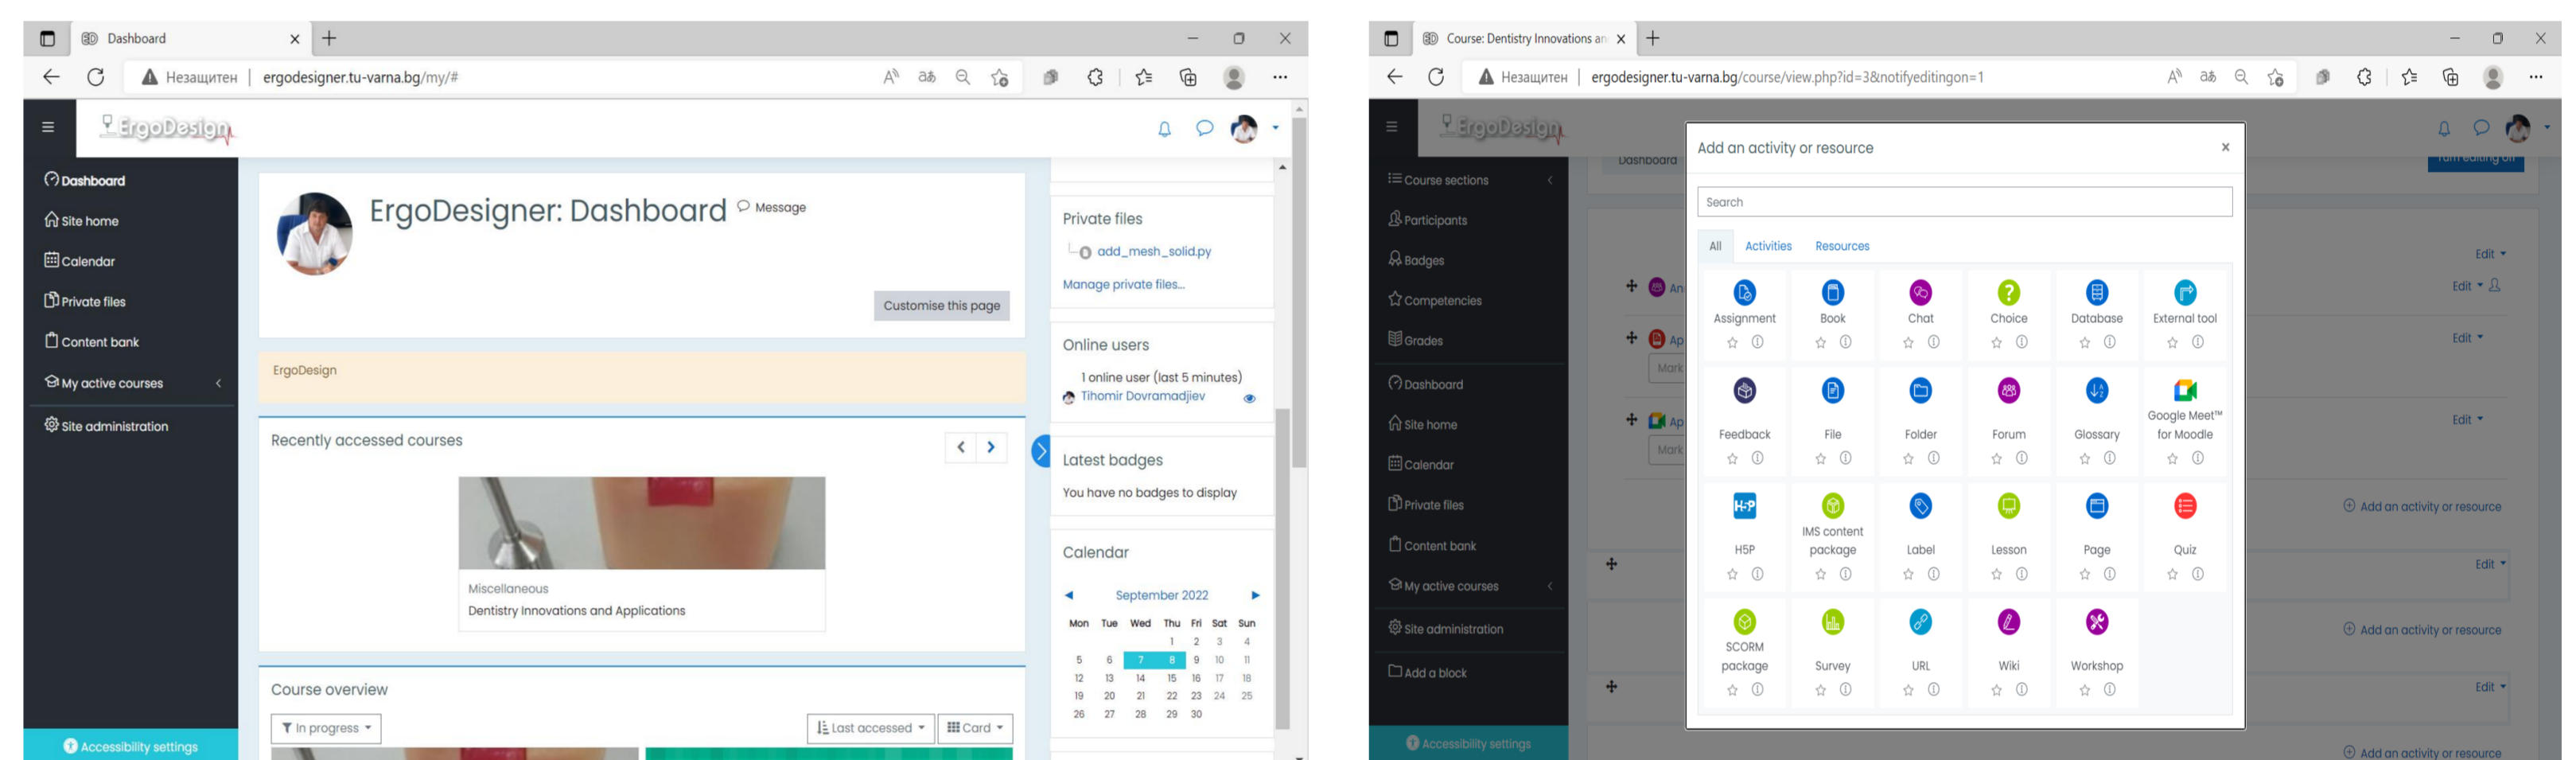 Dashboard
Незащитен | ergodesigner.tu-varna.bg/my/#
ErgoDesign
Dashboard
Site home
Calendar
Private files
Content bank
My active courses
Site administration
Accessibility settings
ErgoDesigner: Dashboard Message
Customise this page
ErgoDesign
Recently accessed courses
Miscellaneous
Dentistry Innovations and Applications
Course overview
In progress
Last accessed
Card
Private files
add_mesh_solid.py
Manage private files...
Online users
1 online user (last 5 minutes)
Tihomir Dovramadjiev
Latest badges
You have no badges to display
Calendar
September 2022
Mon Tue Wed Thu Fri Sat Sun
1 2 3 4
5 6 7 8 9 10 11
12 13 14 15 16 17 18
19 20 21 22 23 24 25
26 27 28 29 30
Course: Dentistry Innovations an
Незащитен | ergodesigner.tu-varna.bg/course/view.php?id=3&notifyeditingon=1
ErgoDesign
Course sections
Participants
Badges
Competencies
Grades
Dashboard
Site home
Calendar
Private files
Content bank
My active courses
Site administration
Add a block
Accessibility settings
Dashboard
Turn editing off
An
Ap
Mark
Ap
Mark
Add an activity or resource
Search
All Activities Resources
Assignment Book Chat Choice Database External tool
Feedback File Folder Forum Glossary Google Meet™ for Moodle
H5P IMS content package Label Lesson Page Quiz
SCORM package Survey URL Wiki Workshop
Edit
Edit
Edit
Edit
Add an activity or resource
Edit
Add an activity or resource
Edit
Add an activity or resource